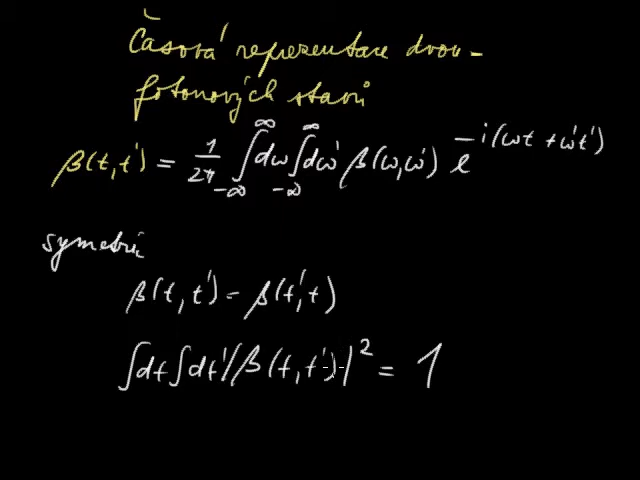 Časová reprezentace dvou-
fotonových stavů
β(t,t') = 1/2π ∫_{-∞}^{∞} dω ∫_{-∞}^{∞} dω' β(ω,ω') e^{-i(ωt + ω't')}
symetrie
β(t,t') = β(t',t)
∫dt ∫dt' |β(t,t')|² = 1